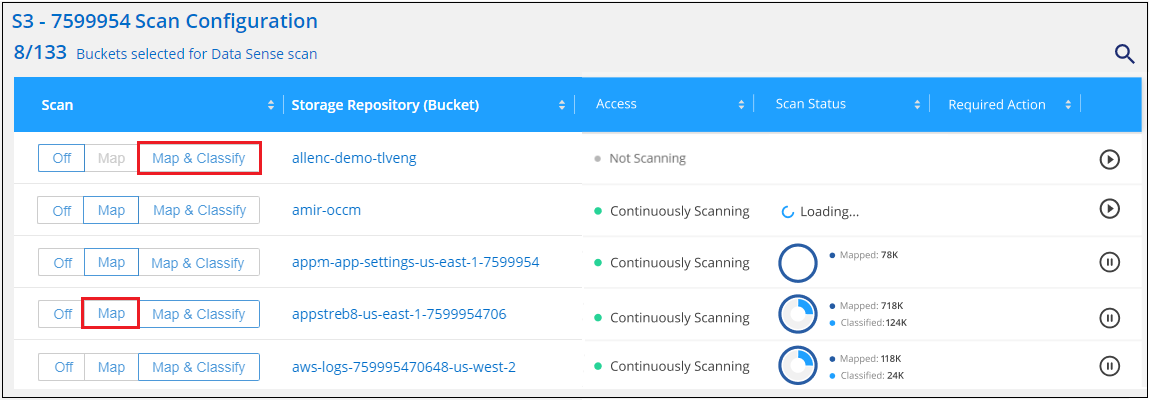 S3 - 7599954 Scan Configuration
8/133 Buckets selected for Data Sense scan
Scan Storage Repository (Bucket) Access Scan Status Required Action
Off Map Map & Classify allenc-demo-tlveng Not Scanning
Off Map Map & Classify amir-occm Continuously Scanning Loading...
Off Map Map & Classify appm-app-settings-us-east-1-7599954 Continuously Scanning Mapped: 78K
Off Map Map & Classify appstreb8-us-east-1-7599954706 Continuously Scanning Mapped: 718K
Classified: 124K
Off Map Map & Classify aws-logs-759995470648-us-west-2 Continuously Scanning Mapped: 118K
Classified: 24K